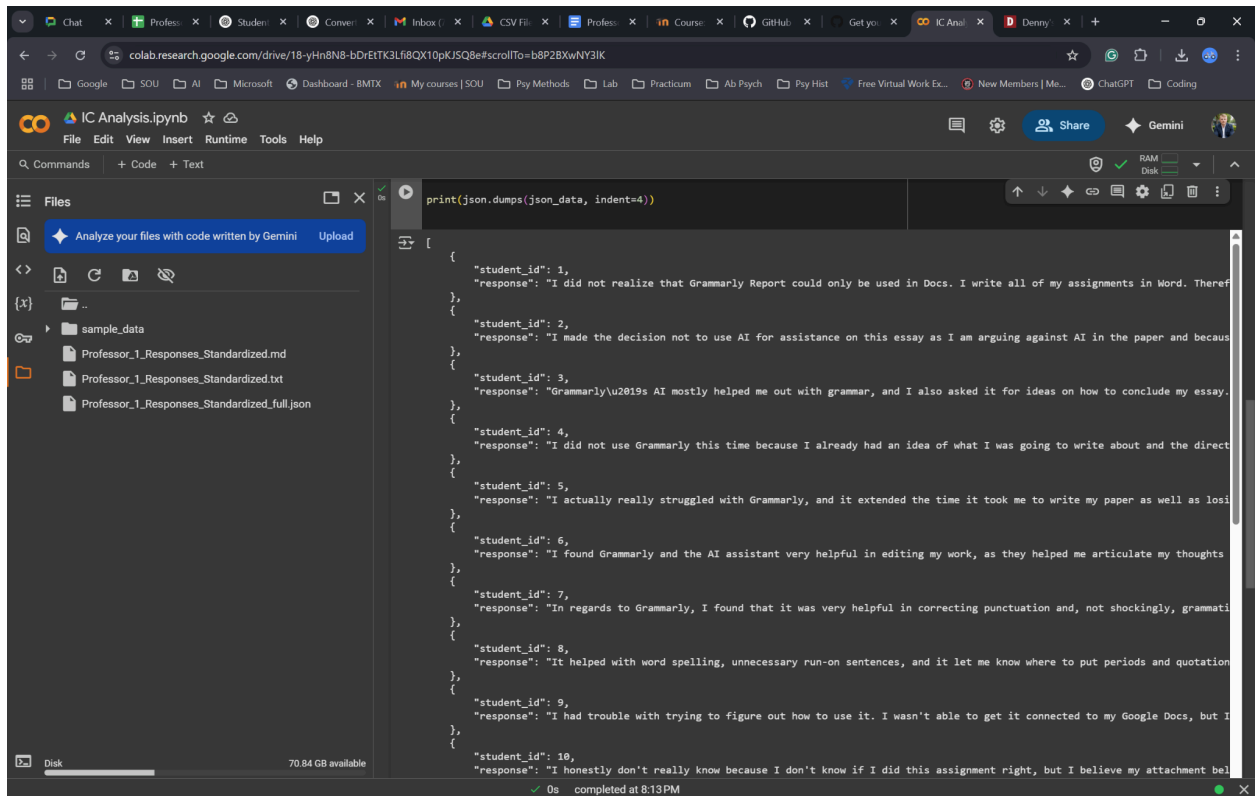 Chat
Profess
Student
Convert
Inbox (
CSV File
Profess
Course:
GitHub
Get you
IC Anal
Denny'
colab.research.google.com/drive/18-yHn8N8-bDrEtTK3Lfi8QX10pKJSQ8e#scrollTo=b8P2BXwNY3lK
Google
SOU
AI
Microsoft
Dashboard - BMTX
My courses | SOU
Psy Methods
Lab
Practicum
Ab Psych
Psy Hist
Free Virtual Work Ex...
New Members | Me...
ChatGPT
Coding
IC Analysis.ipynb
File Edit View Insert Runtime Tools Help
Share
Gemini
Commands + Code + Text
RAM
Disk
Files
Analyze your files with code written by Gemini Upload
..
sample_data
Professor_1_Responses_Standardized.md
Professor_1_Responses_Standardized.txt
Professor_1_Responses_Standardized_full.json
Disk 70.84 GB available
0s
print(json.dumps(json_data, indent=4))
[
{
"student_id": 1,
"response": "I did not realize that Grammarly Report could only be used in Docs. I write all of my assignments in Word. Theref
},
{
"student_id": 2,
"response": "I made the decision not to use AI for assistance on this essay as I am arguing against AI in the paper and becaus
},
{
"student_id": 3,
"response": "Grammarly\u2019s AI mostly helped me out with grammar, and I also asked it for ideas on how to conclude my essay.
},
{
"student_id": 4,
"response": "I did not use Grammarly this time because I already had an idea of what I was going to write about and the direct
},
{
"student_id": 5,
"response": "I actually really struggled with Grammarly, and it extended the time it took me to write my paper as well as losi
},
{
"student_id": 6,
"response": "I found Grammarly and the AI assistant very helpful in editing my work, as they helped me articulate my thoughts
},
{
"student_id": 7,
"response": "In regards to Grammarly, I found that it was very helpful in correcting punctuation and, not shockingly, grammati
},
{
"student_id": 8,
"response": "It helped with word spelling, unnecessary run-on sentences, and it let me know where to put periods and quotation
},
{
"student_id": 9,
"response": "I had trouble with trying to figure out how to use it. I wasn't able to get it connected to my Google Docs, but I
},
{
"student_id": 10,
"response": "I honestly don't really know because I don't know if I did this assignment right, but I believe my attachment bel
0s completed at 8:13 PM